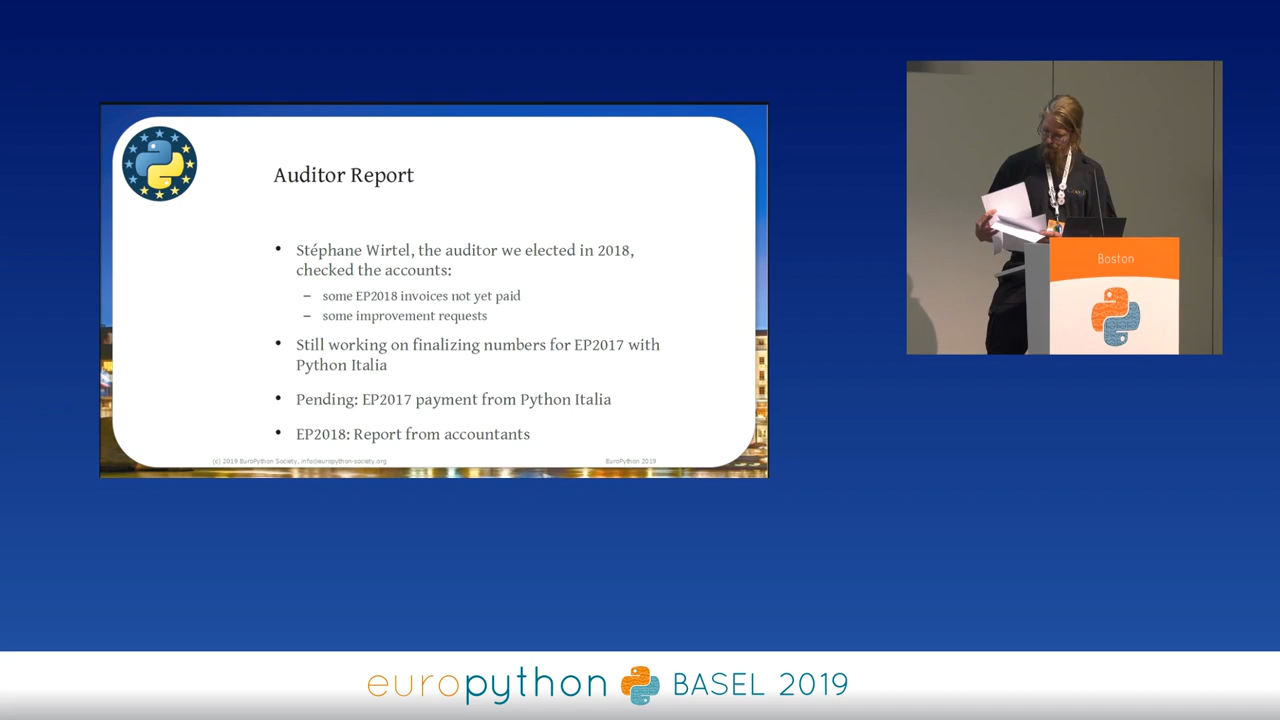 Auditor Report
• Stéphane Wirtel, the auditor we elected in 2018,
checked the accounts:
– some EP2018 invoices not yet paid
– some improvement requests
• Still working on finalizing numbers for EP2017 with
Python Italia
• Pending: EP2017 payment from Python Italia
• EP2018: Report from accountants
(c) 2019 EuroPython Society, info@europython-society.org
EuroPython 2019
Boston
europython BASEL 2019